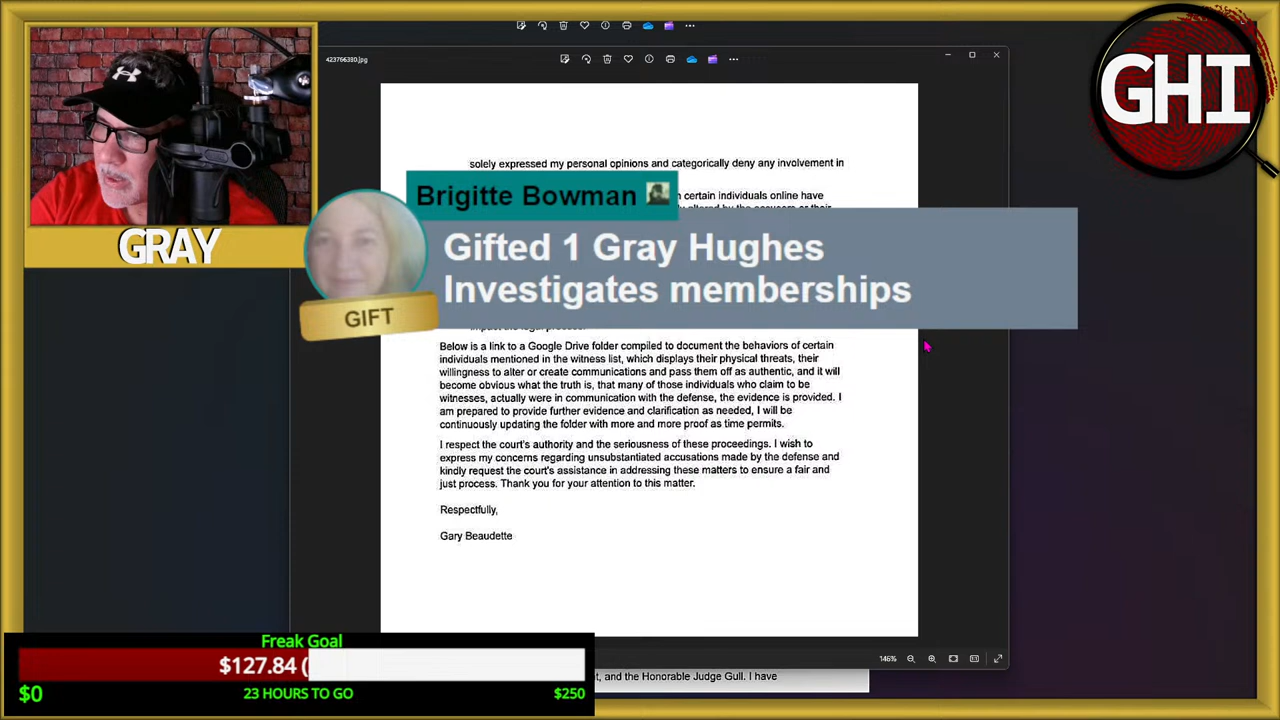 423766380.jpg
GHI
solely expressed my personal opinions and categorically deny any involvement in
certain individuals online have
Brigitte Bowman
Gifted 1 Gray Hughes
Investigates memberships
GRAY
GIFT
Below is a link to a Google Drive folder compiled to document the behaviors of certain
individuals mentioned in the witness list, which displays their physical threats, their
willingness to alter or create communications and pass them off as authentic, and it will
become obvious what the truth is, that many of those individuals who claim to be
witnesses, actually were in communication with the defense, the evidence is provided. I
am prepared to provide further evidence and clarification as needed, I will be
continuously updating the folder with more and more proof as time permits.
I respect the court's authority and the seriousness of these proceedings. I wish to
express my concerns regarding unsubstantiated accusations made by the defense and
kindly request the court's assistance in addressing these matters to ensure a fair and
just process. Thank you for your attention to this matter.
Respectfully,
Gary Beaudette
Freak Goal
$127.84 (
$0
23 HOURS TO GO
$250
146%
, and the Honorable Judge Gull. I have